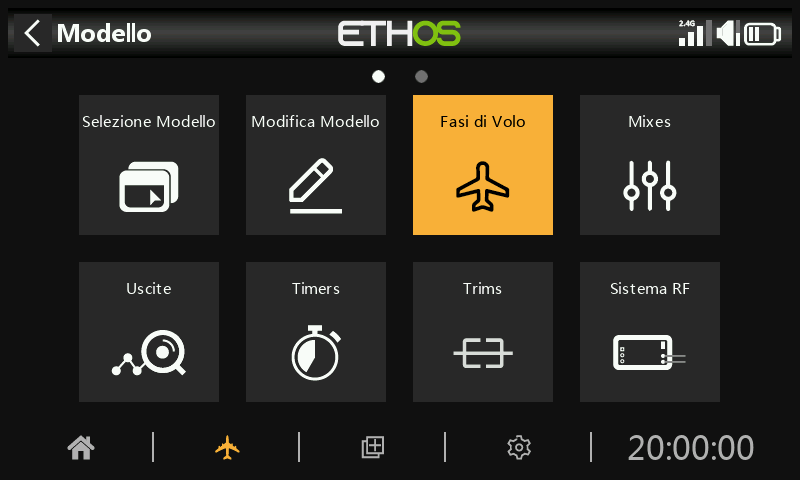 Modello
ETHOS
2.4G
Selezione Modello
Modifica Modello
Fasi di Volo
Mixes
Uscite
Timers
Trims
Sistema RF
20:00:00